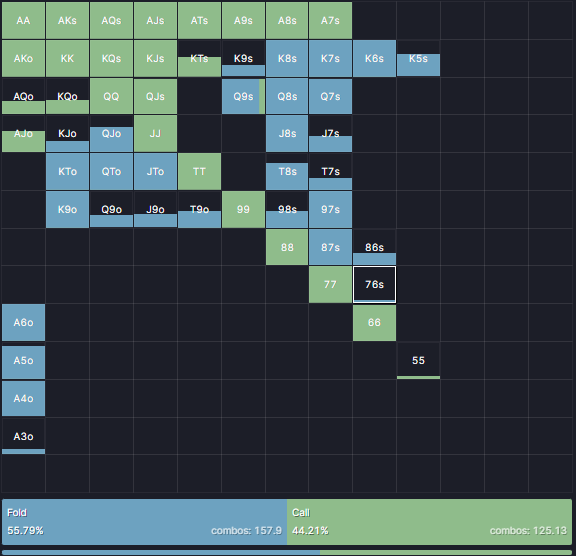 AA AKs AQs AJs ATs A9s A8s A7s
AKo KK KQs KJs KTs K9s K8s K7s K6s K5s
AQo KQo QQ QJs Q9s Q8s Q7s
AJo KJo QJo JJ J8s J7s
KTo QTo JTo TT T8s T7s
K9o Q9o J9o T9o 99 98s 97s
88 87s 86s
77 76s
A6o 66
A5o 55
A4o
A3o
Fold Call
55.79% combos: 157.9 44.21% combos: 125.13